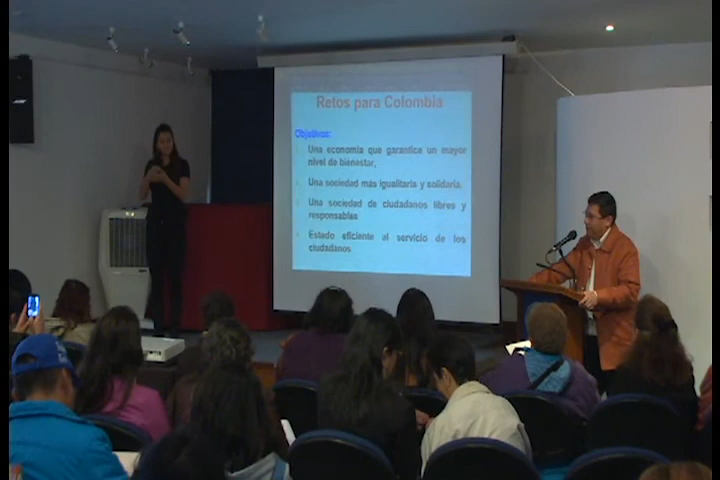 Retos para Colombia
Objetivos:
Una economía que garantice un mayor
nivel de bienestar,
Una sociedad más igualitaria y solidaria.
Una sociedad de ciudadanos libres y
responsables
Estado eficiente al servicio de los
ciudadanos